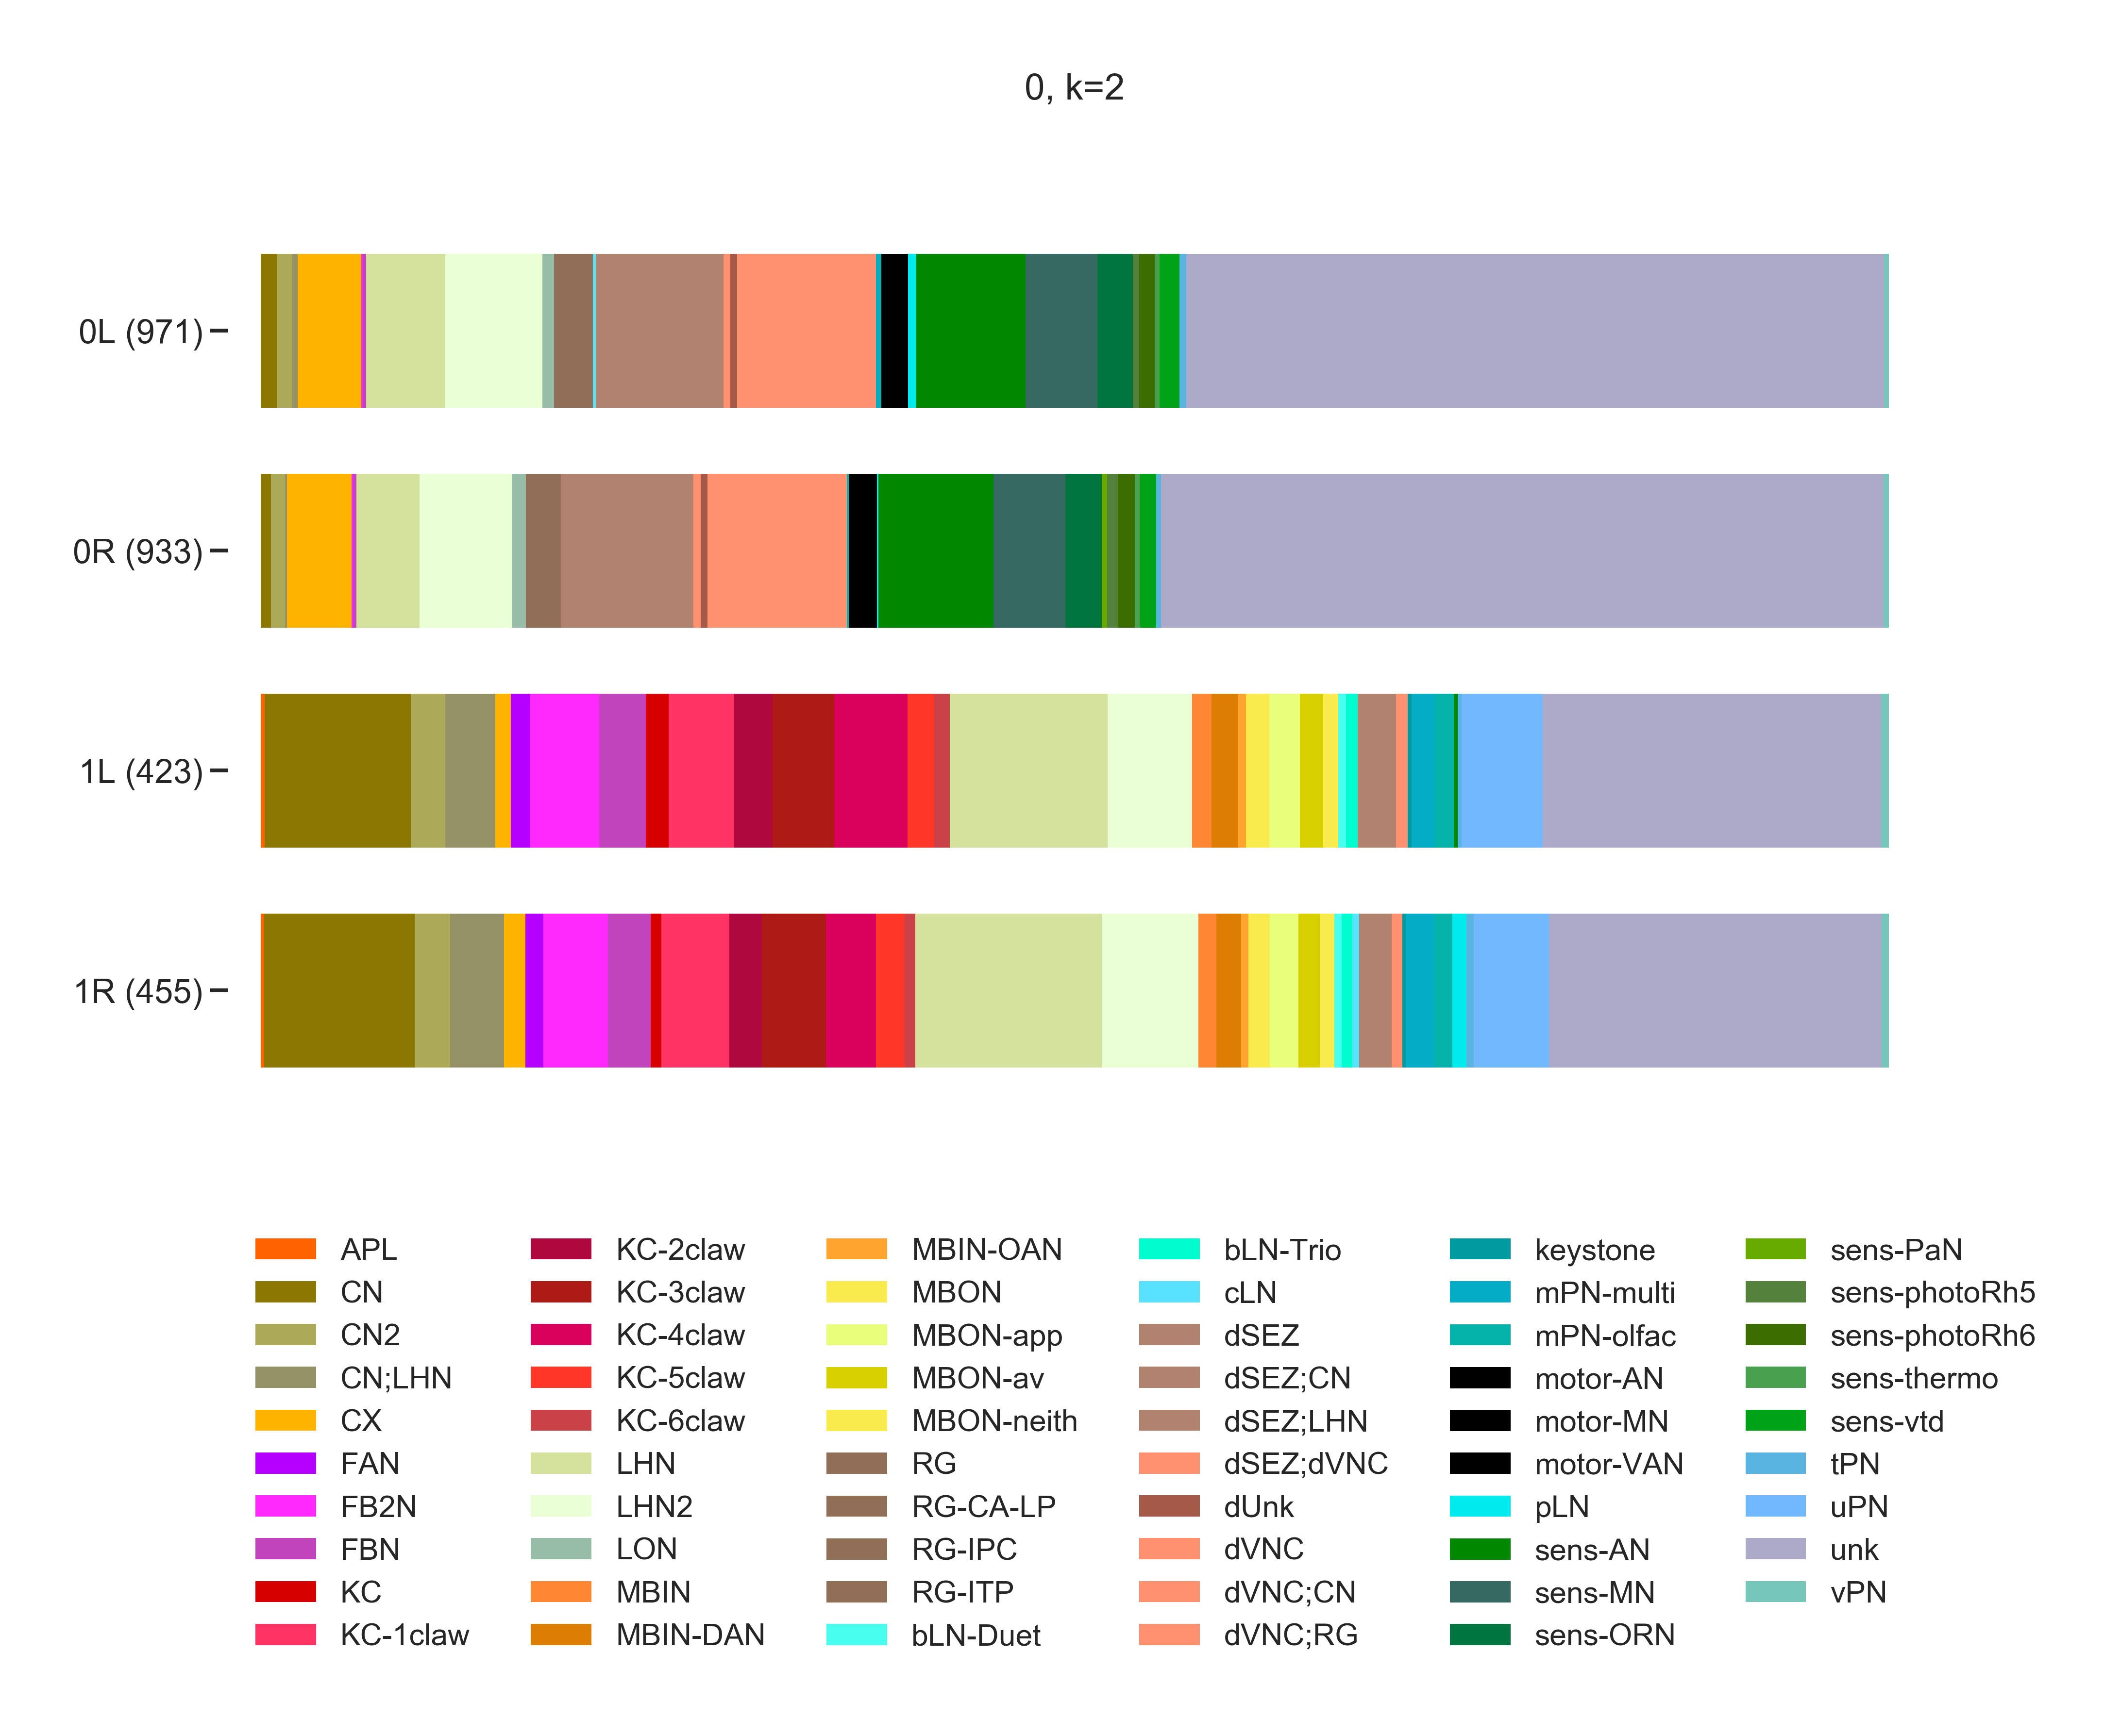 0, k=2
0L (971)
0R (933)
1L (423)
1R (455)
APL KC-2claw MBIN-OAN bLN-Trio keystone sens-PaN
CN KC-3claw MBON cLN mPN-multi sens-photoRh5
CN2 KC-4claw MBON-app dSEZ mPN-olfac sens-photoRh6
CN;LHN KC-5claw MBON-av dSEZ;CN motor-AN sens-thermo
CX KC-6claw MBON-neith dSEZ;LHN motor-MN sens-vtd
FAN LHN RG dSEZ;dVNC motor-VAN tPN
FB2N LHN2 RG-CA-LP dUnk pLN uPN
FBN LON RG-IPC dVNC sens-AN unk
KC MBIN RG-ITP dVNC;CN sens-MN vPN
KC-1claw MBIN-DAN bLN-Duet dVNC;RG sens-ORN